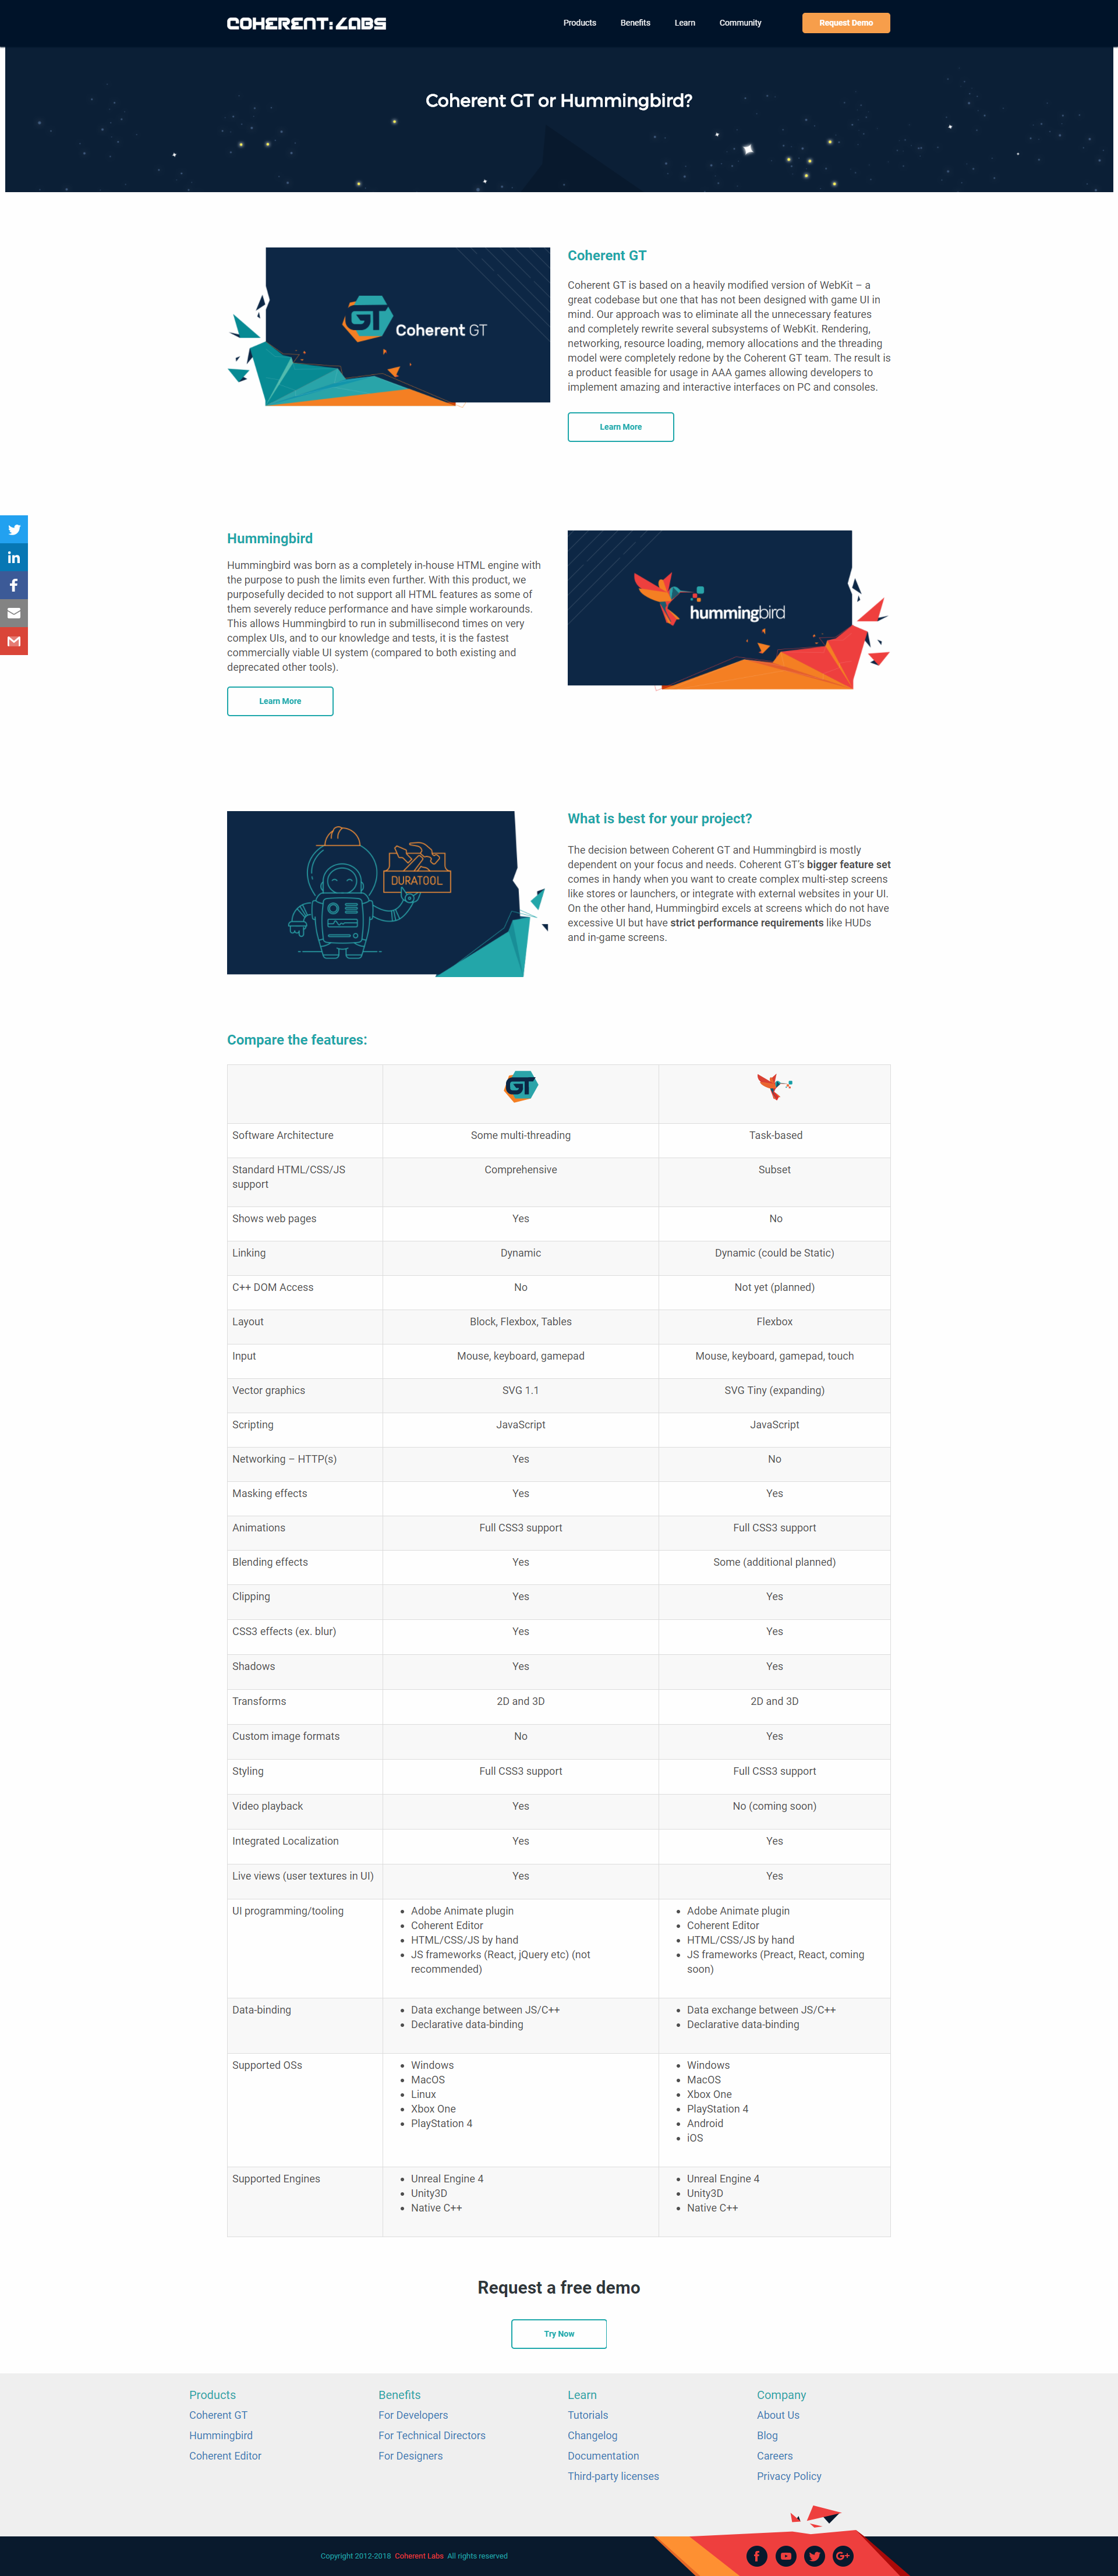 COHERENT:LABS
Products
Benefits
Learn
Community
Request Demo
Coherent GT or Hummingbird?
GT Coherent GT
Coherent GT
Coherent GT is based on a heavily modified version of WebKit – a
great codebase but one that has not been designed with game UI in
mind. Our approach was to eliminate all the unnecessary features
and completely rewrite several subsystems of WebKit. Rendering,
networking, resource loading, memory allocations and the threading
model were completely redone by the Coherent GT team. The result is
a product feasible for usage in AAA games allowing developers to
implement amazing and interactive interfaces on PC and consoles.
Learn More
Hummingbird
Hummingbird was born as a completely in-house HTML engine with
the purpose to push the limits even further. With this product, we
purposefully decided to not support all HTML features as some of
them severely reduce performance and have simple workarounds.
This allows Hummingbird to run in submillisecond times on very
complex UIs, and to our knowledge and tests, it is the fastest
commercially viable UI system (compared to both existing and
deprecated other tools).
Learn More
hummingbird
DURATOOL
What is best for your project?
The decision between Coherent GT and Hummingbird is mostly
dependent on your focus and needs. Coherent GT's bigger feature set
comes in handy when you want to create complex multi-step screens
like stores or launchers, or integrate with external websites in your UI.
On the other hand, Hummingbird excels at screens which do not have
excessive UI but have strict performance requirements like HUDs
and in-game screens.
Compare the features:
GT
Software Architecture Some multi-threading Task-based
Standard HTML/CSS/JS Comprehensive Subset
support
Shows web pages Yes No
Linking Dynamic Dynamic (could be Static)
C++ DOM Access No Not yet (planned)
Layout Block, Flexbox, Tables Flexbox
Input Mouse, keyboard, gamepad Mouse, keyboard, gamepad, touch
Vector graphics SVG 1.1 SVG Tiny (expanding)
Scripting JavaScript JavaScript
Networking – HTTP(s) Yes No
Masking effects Yes Yes
Animations Full CSS3 support Full CSS3 support
Blending effects Yes Some (additional planned)
Clipping Yes Yes
CSS3 effects (ex. blur) Yes Yes
Shadows Yes Yes
Transforms 2D and 3D 2D and 3D
Custom image formats No Yes
Styling Full CSS3 support Full CSS3 support
Video playback Yes No (coming soon)
Integrated Localization Yes Yes
Live views (user textures in UI) Yes Yes
UI programming/tooling
• Adobe Animate plugin
• Coherent Editor
• HTML/CSS/JS by hand
• JS frameworks (React, jQuery etc) (not
recommended)
• Adobe Animate plugin
• Coherent Editor
• HTML/CSS/JS by hand
• JS frameworks (Preact, React, coming
soon)
Data-binding
• Data exchange between JS/C++
• Declarative data-binding
• Data exchange between JS/C++
• Declarative data-binding
Supported OSs
• Windows
• MacOS
• Linux
• Xbox One
• PlayStation 4
• Windows
• MacOS
• Xbox One
• PlayStation 4
• Android
• iOS
Supported Engines
• Unreal Engine 4
• Unity3D
• Native C++
• Unreal Engine 4
• Unity3D
• Native C++
Request a free demo
Try Now
Products
Coherent GT
Hummingbird
Coherent Editor
Benefits
For Developers
For Technical Directors
For Designers
Learn
Tutorials
Changelog
Documentation
Third-party licenses
Company
About Us
Blog
Careers
Privacy Policy
Copyright 2012-2018 Coherent Labs All rights reserved